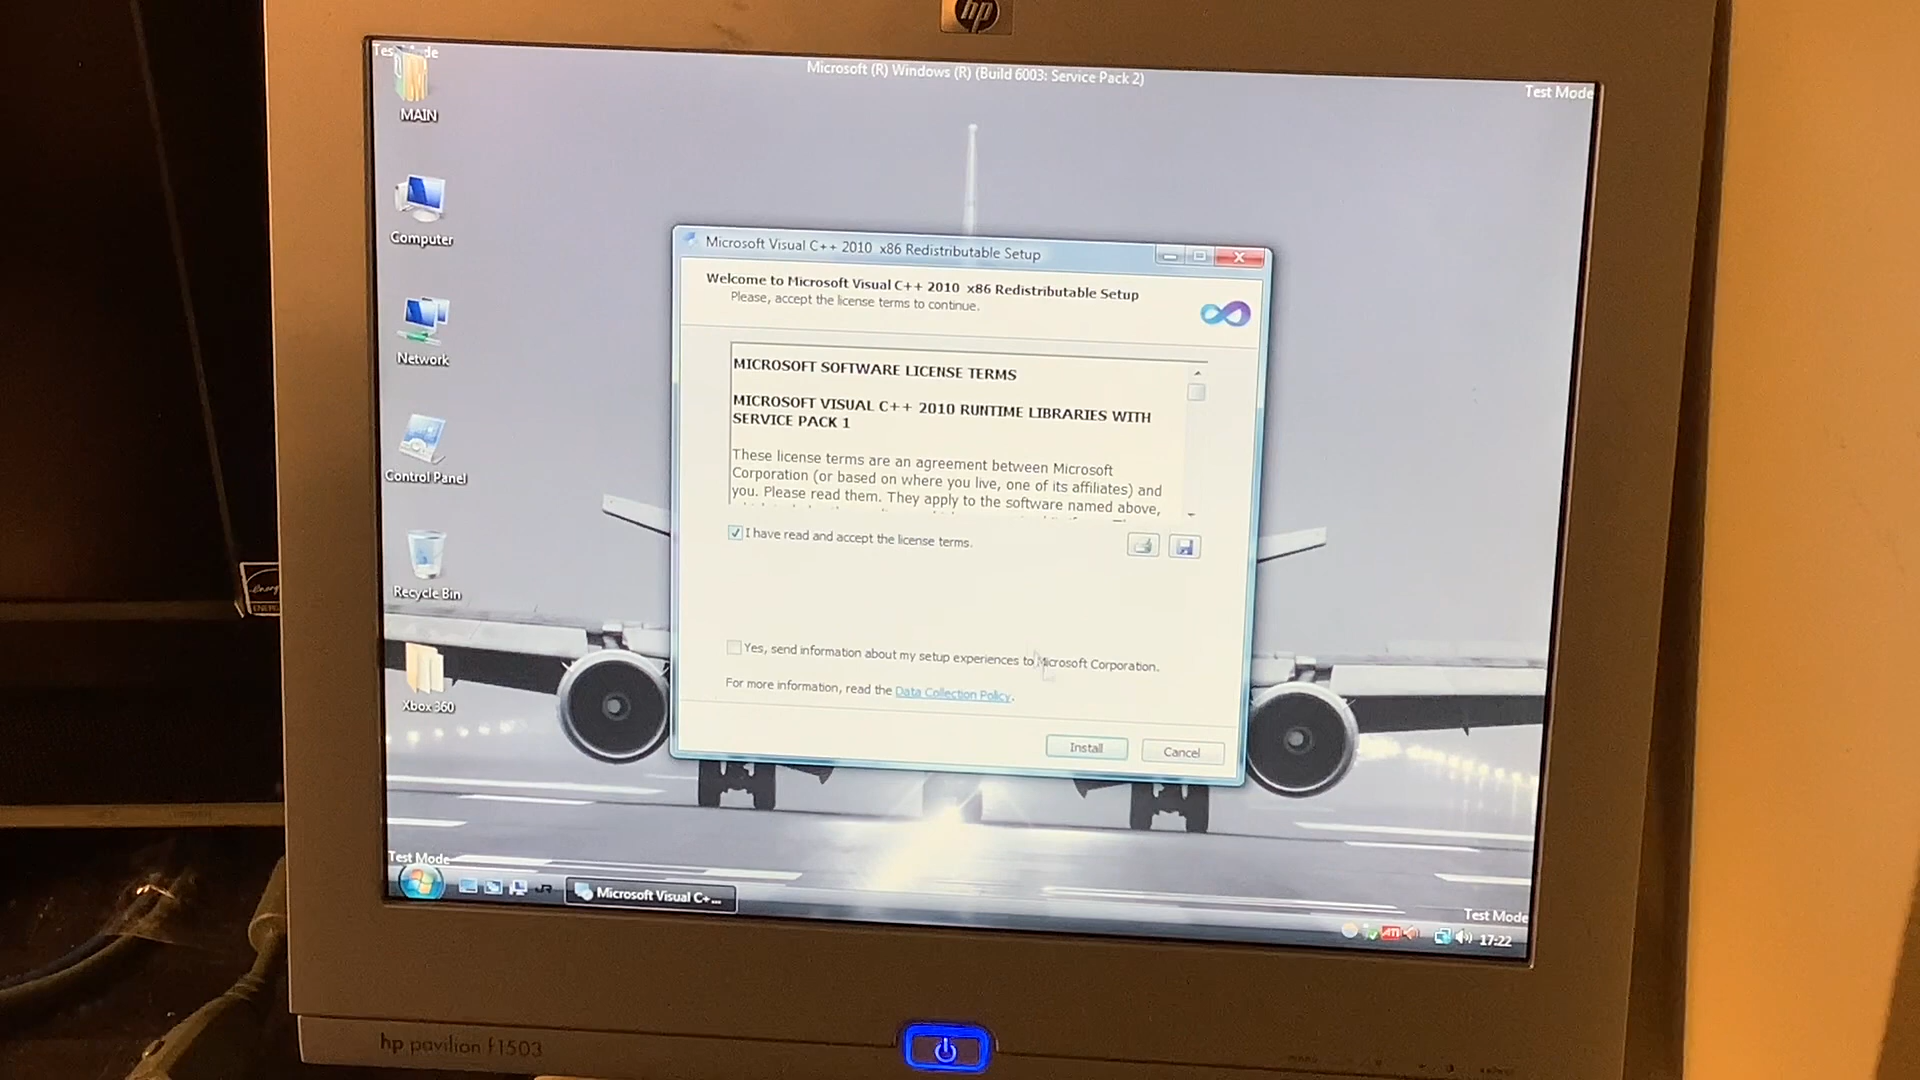 hp
Test Mode
Microsoft (R) Windows (R) (Build 6003: Service Pack 2)
Test Mode
MAIN
Computer
Network
Control Panel
Recycle Bin
Xbox 360
Microsoft Visual C++ 2010 x86 Redistributable Setup
Welcome to Microsoft Visual C++ 2010 x86 Redistributable Setup
Please, accept the license terms to continue.
MICROSOFT SOFTWARE LICENSE TERMS
MICROSOFT VISUAL C++ 2010 RUNTIME LIBRARIES WITH
SERVICE PACK 1
These license terms are an agreement between Microsoft
Corporation (or based on where you live, one of its affiliates) and
you. Please read them. They apply to the software named above,
I have read and accept the license terms.
Yes, send information about my setup experiences to Microsoft Corporation.
For more information, read the Data Collection Policy.
Install
Cancel
Test Mode
Microsoft Visual C+...
Test Mode
ATI
17:22
hp pavilion f1503
energy